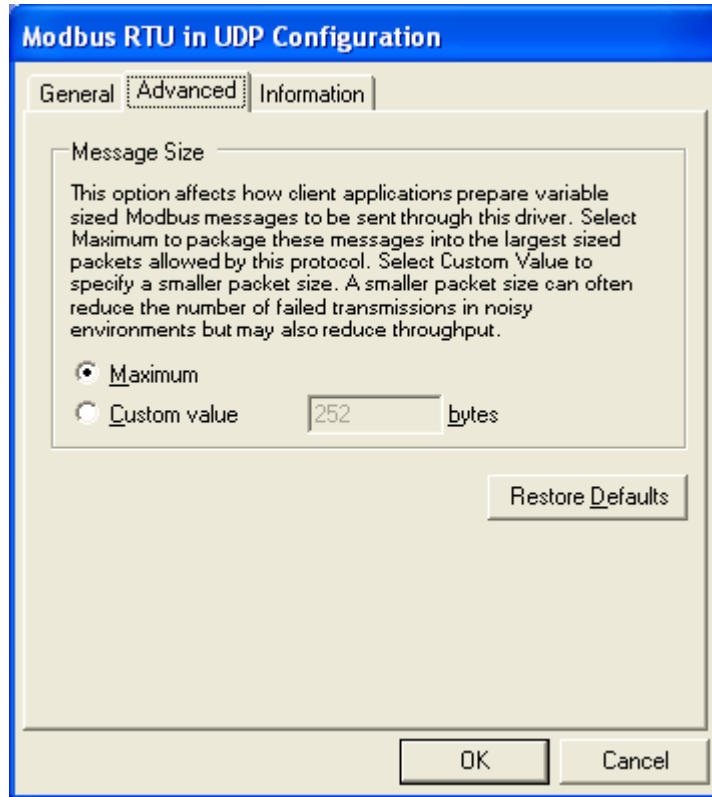 Modbus RTU in UDP Configuration
General Advanced Information
Message Size
This option affects how client applications prepare variable
sized Modbus messages to be sent through this driver. Select
Maximum to package these messages into the largest sized
packets allowed by this protocol. Select Custom Value to
specify a smaller packet size. A smaller packet size can often
reduce the number of failed transmissions in noisy
environments but may also reduce throughput.
Maximum
Custom value 252 bytes
Restore Defaults
OK Cancel